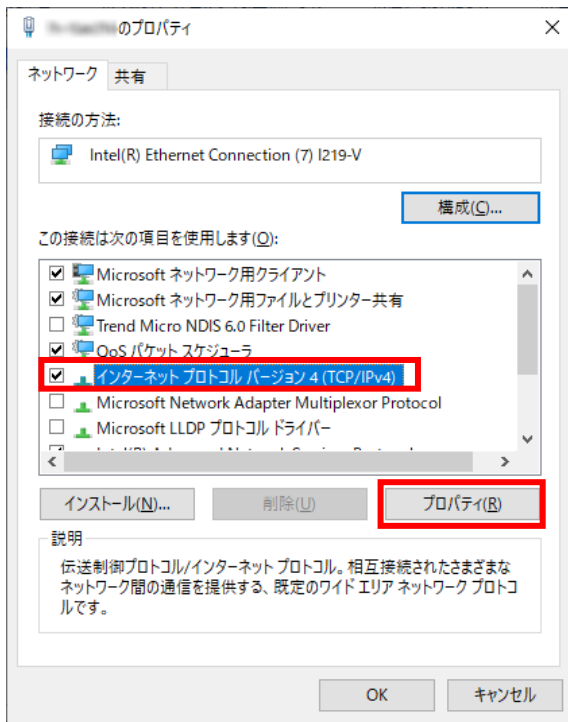 のプロパティ
ネットワーク 共有
接続の方法:
Intel(R) Ethernet Connection (7) I219-V
構成(C)...
この接続は次の項目を使用します(O):
Microsoft ネットワーク用クライアント
Microsoft ネットワーク用ファイルとプリンター共有
Trend Micro NDIS 6.0 Filter Driver
QoS パケット スケジューラ
インターネット プロトコル バージョン 4 (TCP/IPv4)
Microsoft Network Adapter Multiplexor Protocol
Microsoft LLDP プロトコル ドライバー
インストール(N)... 削除(U) プロパティ(R)
説明
伝送制御プロトコル/インターネット プロトコル。相互接続されたさまざまな
ネットワーク間の通信を提供する、既定のワイド エリア ネットワーク プロトコ
ルです。
OK キャンセル